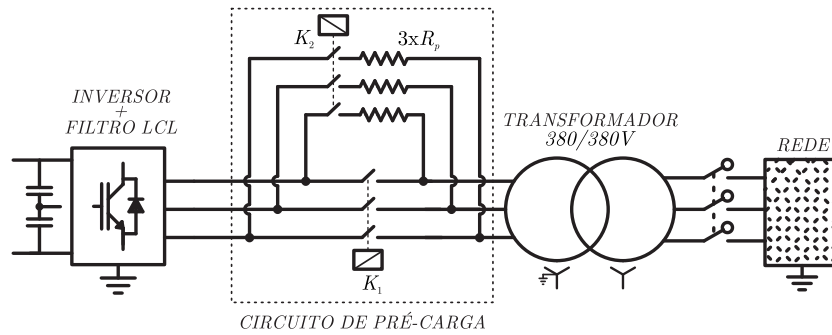 K₂
3xRₚ
INVERSOR
+
FILTRO LCL
TRANSFORMADOR
380/380V
REDE
K₁
CIRCUITO DE PRÉ-CARGA